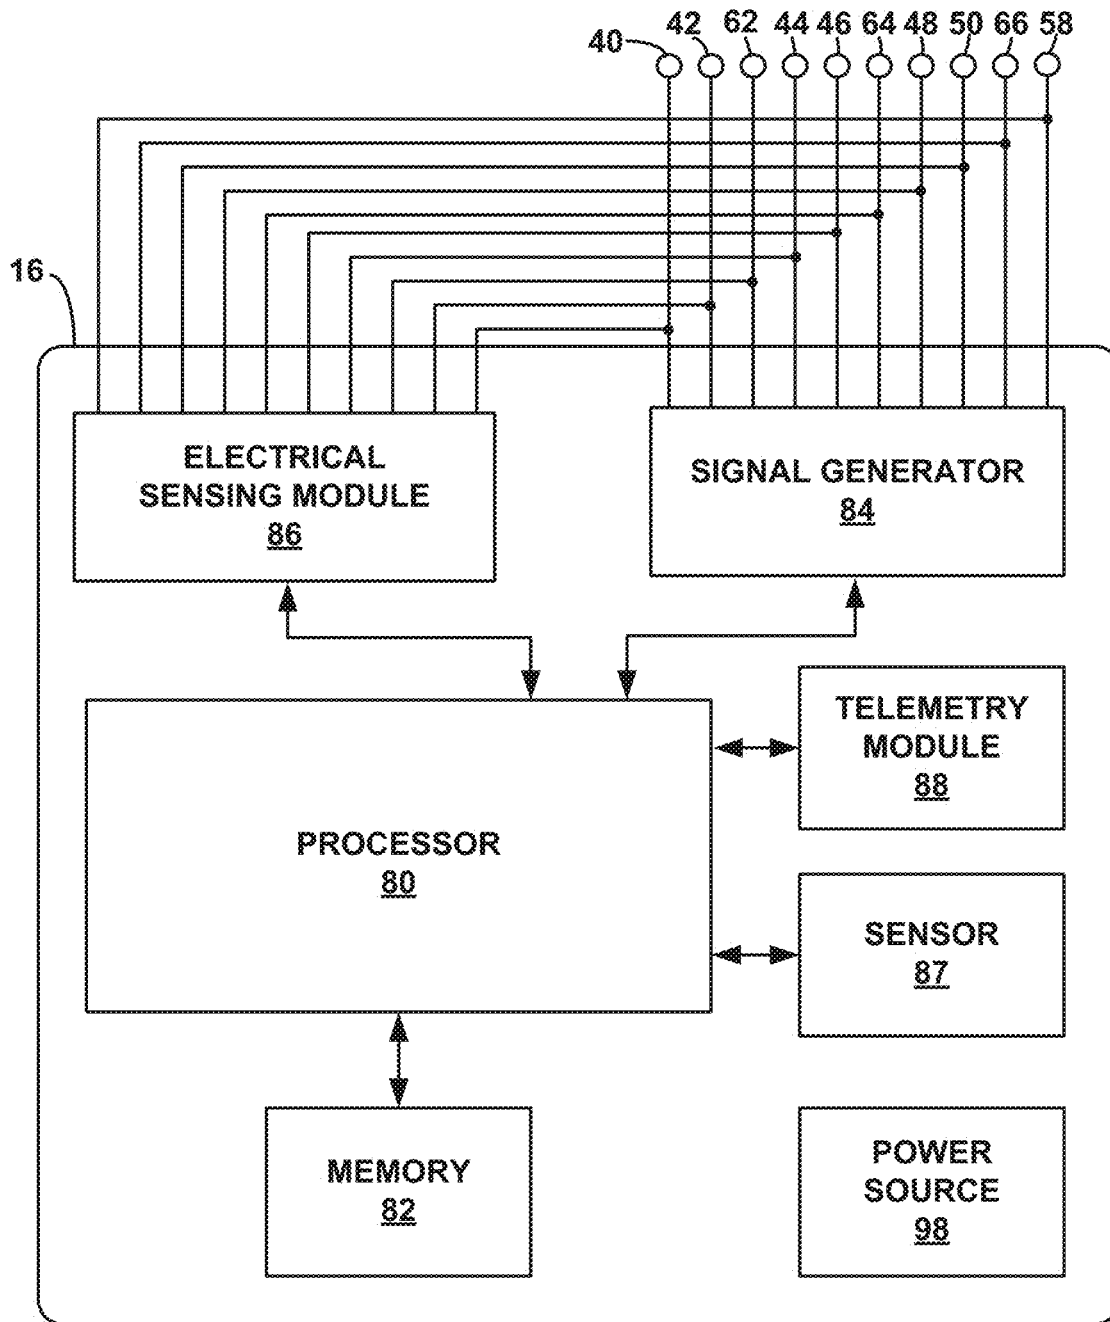 40 42 62 44 46 64 48 50 66 58
16
ELECTRICAL
SENSING MODULE
86
SIGNAL GENERATOR
84
TELEMETRY
MODULE
88
PROCESSOR
80
SENSOR
87
MEMORY
82
POWER
SOURCE
98